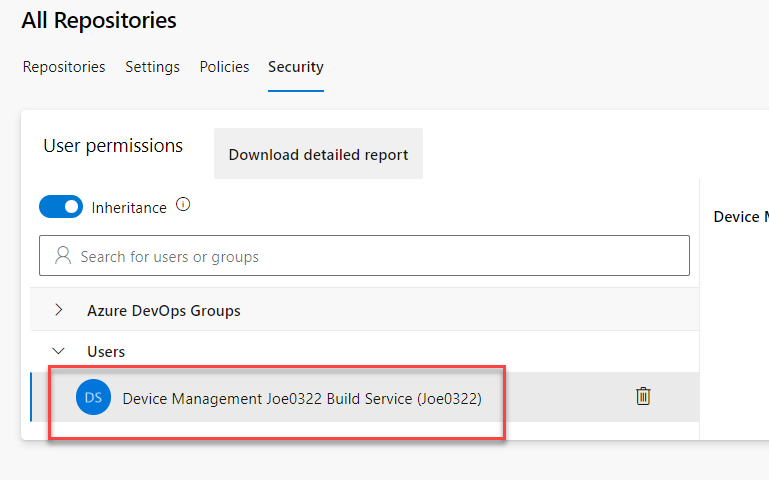 All Repositories
Repositories Settings Policies Security
User permissions
Download detailed report
Inheritance
Device M
Search for users or groups
Azure DevOps Groups
Users
DS Device Management Joe0322 Build Service (Joe0322)